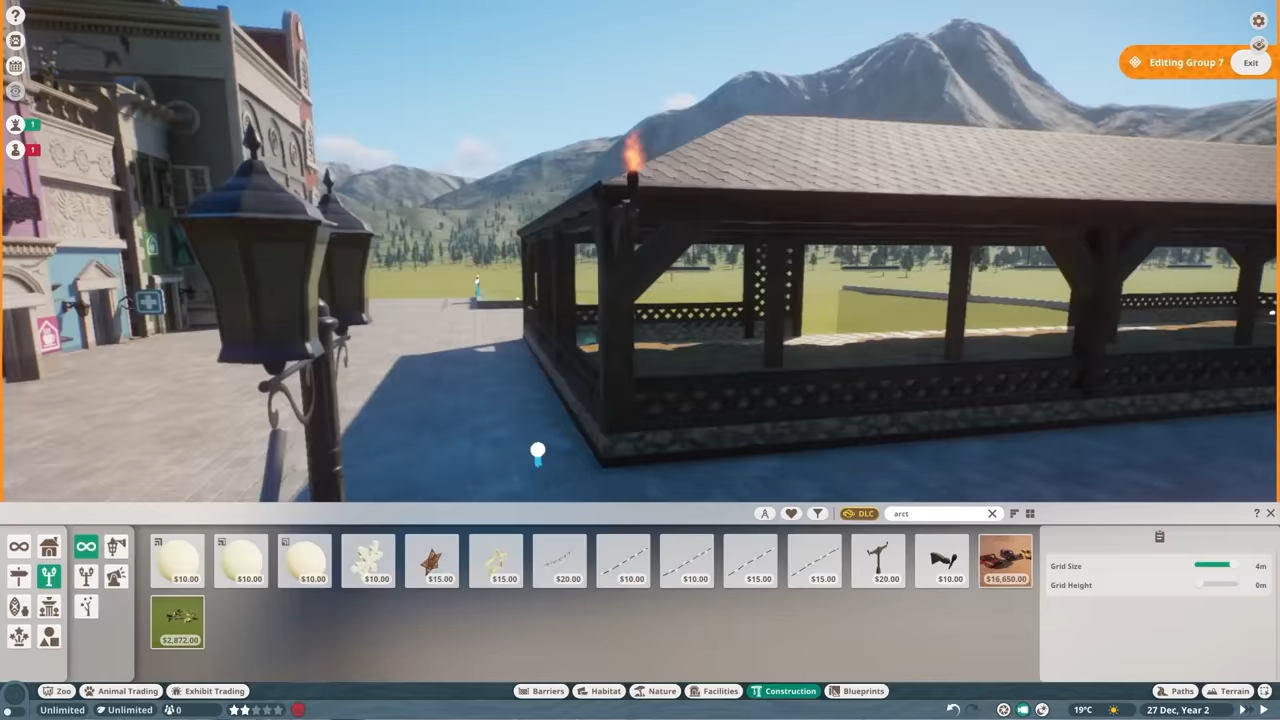 Editing Group 7
Exit
1
1
DLC
arct
$10.00
$10.00
$10.00
$10.00
$15.00
$15.00
$20.00
$10.00
$10.00
$15.00
$15.00
$20.00
$10.00
$16,650.00
$2,872.00
Grid Size
4m
Grid Height
0m
Zoo
Animal Trading
Exhibit Trading
Barriers
Habitat
Nature
Facilities
Construction
Blueprints
Paths
Terrain
Unlimited
Unlimited
0
19°C
27 Dec, Year 2